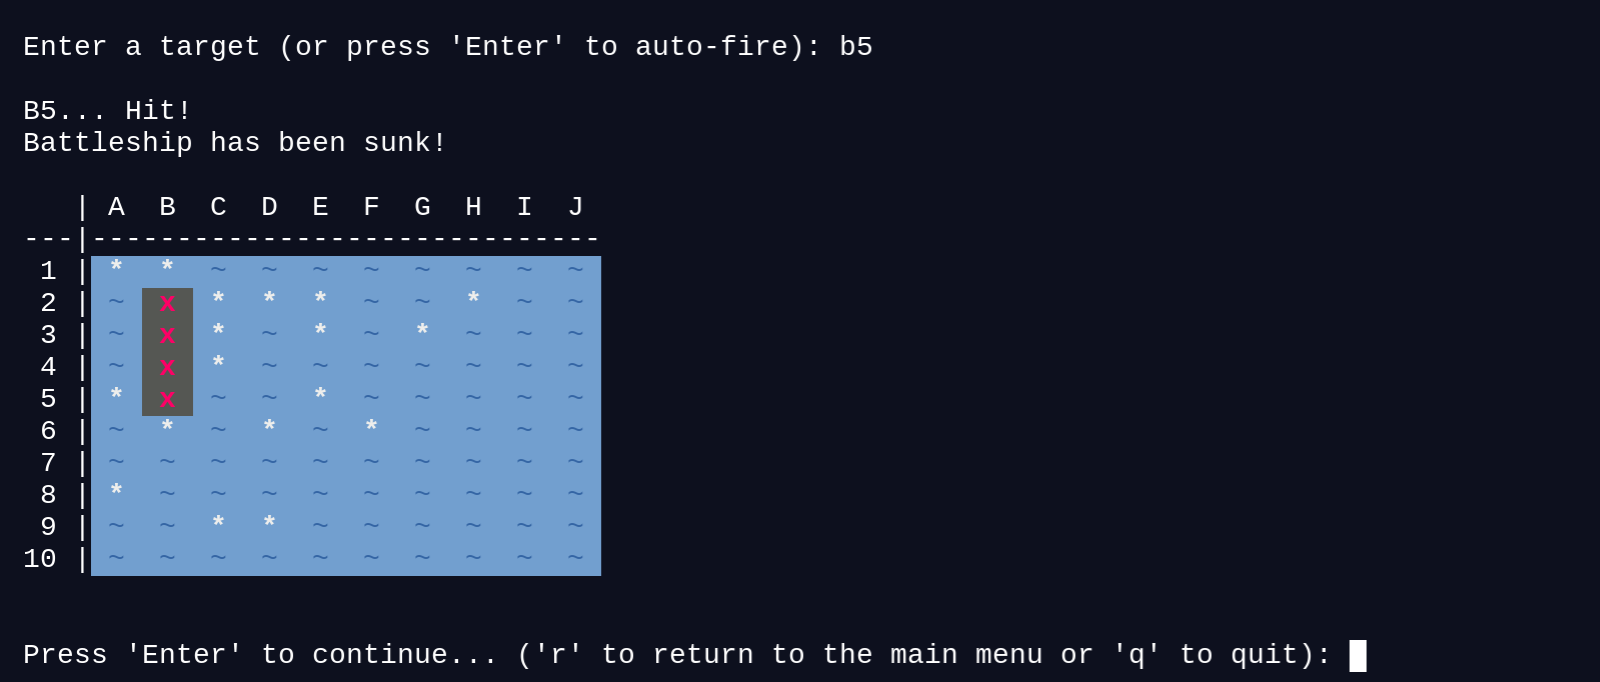 Enter a target (or press 'Enter' to auto-fire): b5
B5... Hit!
Battleship has been sunk!
   | A  B  C  D  E  F  G  H  I  J
---|------------------------------
 1 | *  *  ~  ~  ~  ~  ~  ~  ~  ~
 2 | ~  x  *  *  *  ~  ~  *  ~  ~
 3 | ~  x  *  ~  *  ~  *  ~  ~  ~
 4 | ~  x  *  ~  ~  ~  ~  ~  ~  ~
 5 | *  x  ~  ~  *  ~  ~  ~  ~  ~
 6 | ~  *  ~  *  ~  *  ~  ~  ~  ~
 7 | ~  ~  ~  ~  ~  ~  ~  ~  ~  ~
 8 | *  ~  ~  ~  ~  ~  ~  ~  ~  ~
 9 | ~  ~  *  *  ~  ~  ~  ~  ~  ~
10 | ~  ~  ~  ~  ~  ~  ~  ~  ~  ~
Press 'Enter' to continue... ('r' to return to the main menu or 'q' to quit):